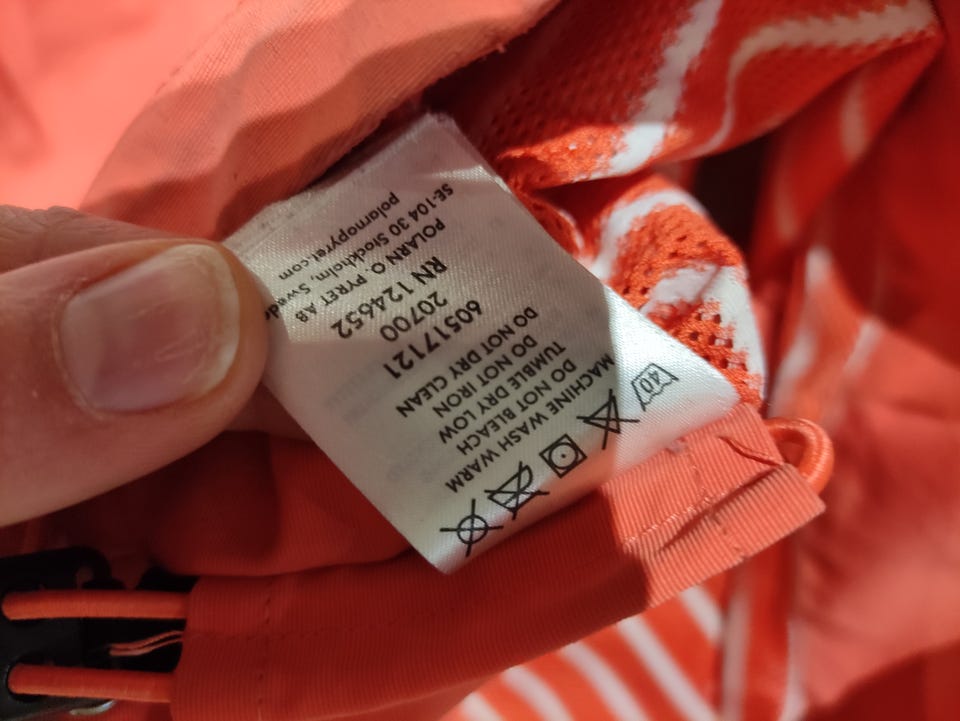 40
MACHINE WASH WARM
DO NOT BLEACH
TUMBLE DRY LOW
DO NOT IRON
DO NOT DRY CLEAN
60517121
20700
RN 124652
POLARN O. PYRET AB
SE-104 30 Stockholm, Swede
polarnopyret.com